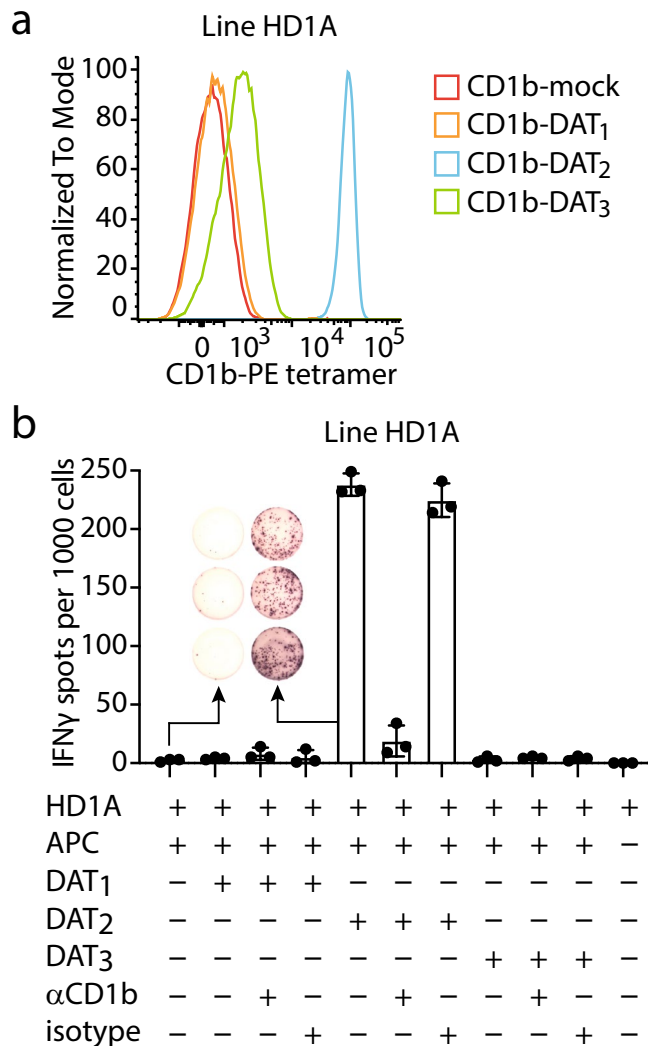 a
Line HD1A
Normalized To Mode
100
80
60
40
20
0
0 10³ 10⁴ 10⁵
CD1b-PE tetramer
CD1b-mock
CD1b-DAT₁
CD1b-DAT₂
CD1b-DAT₃
b
Line HD1A
IFNγ spots per 1000 cells
250
200
150
100
50
0
HD1A + + + + + + + + + + +
APC + + + + + + + + + + −
DAT₁ − + + + − − − − − − −
DAT₂ − − − − + + + − − − −
DAT₃ − − − − − − − + + + −
αCD1b − − + − − + − − + − −
isotype − − − + − − + − − + −